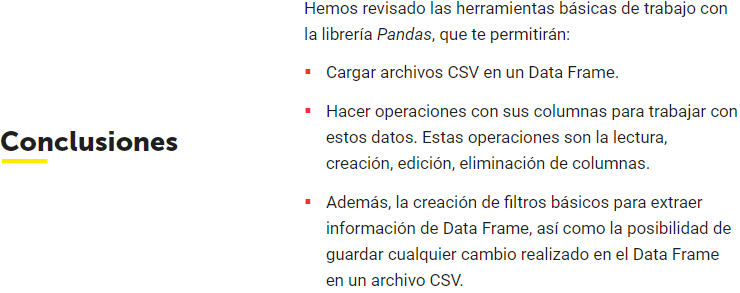 Conclusiones
Hemos revisado las herramientas básicas de trabajo con
la librería Pandas, que te permitirán:
▪ Cargar archivos CSV en un Data Frame.
▪ Hacer operaciones con sus columnas para trabajar con
estos datos. Estas operaciones son la lectura,
creación, edición, eliminación de columnas.
▪ Además, la creación de filtros básicos para extraer
información de Data Frame, así como la posibilidad de
guardar cualquier cambio realizado en el Data Frame
en un archivo CSV.